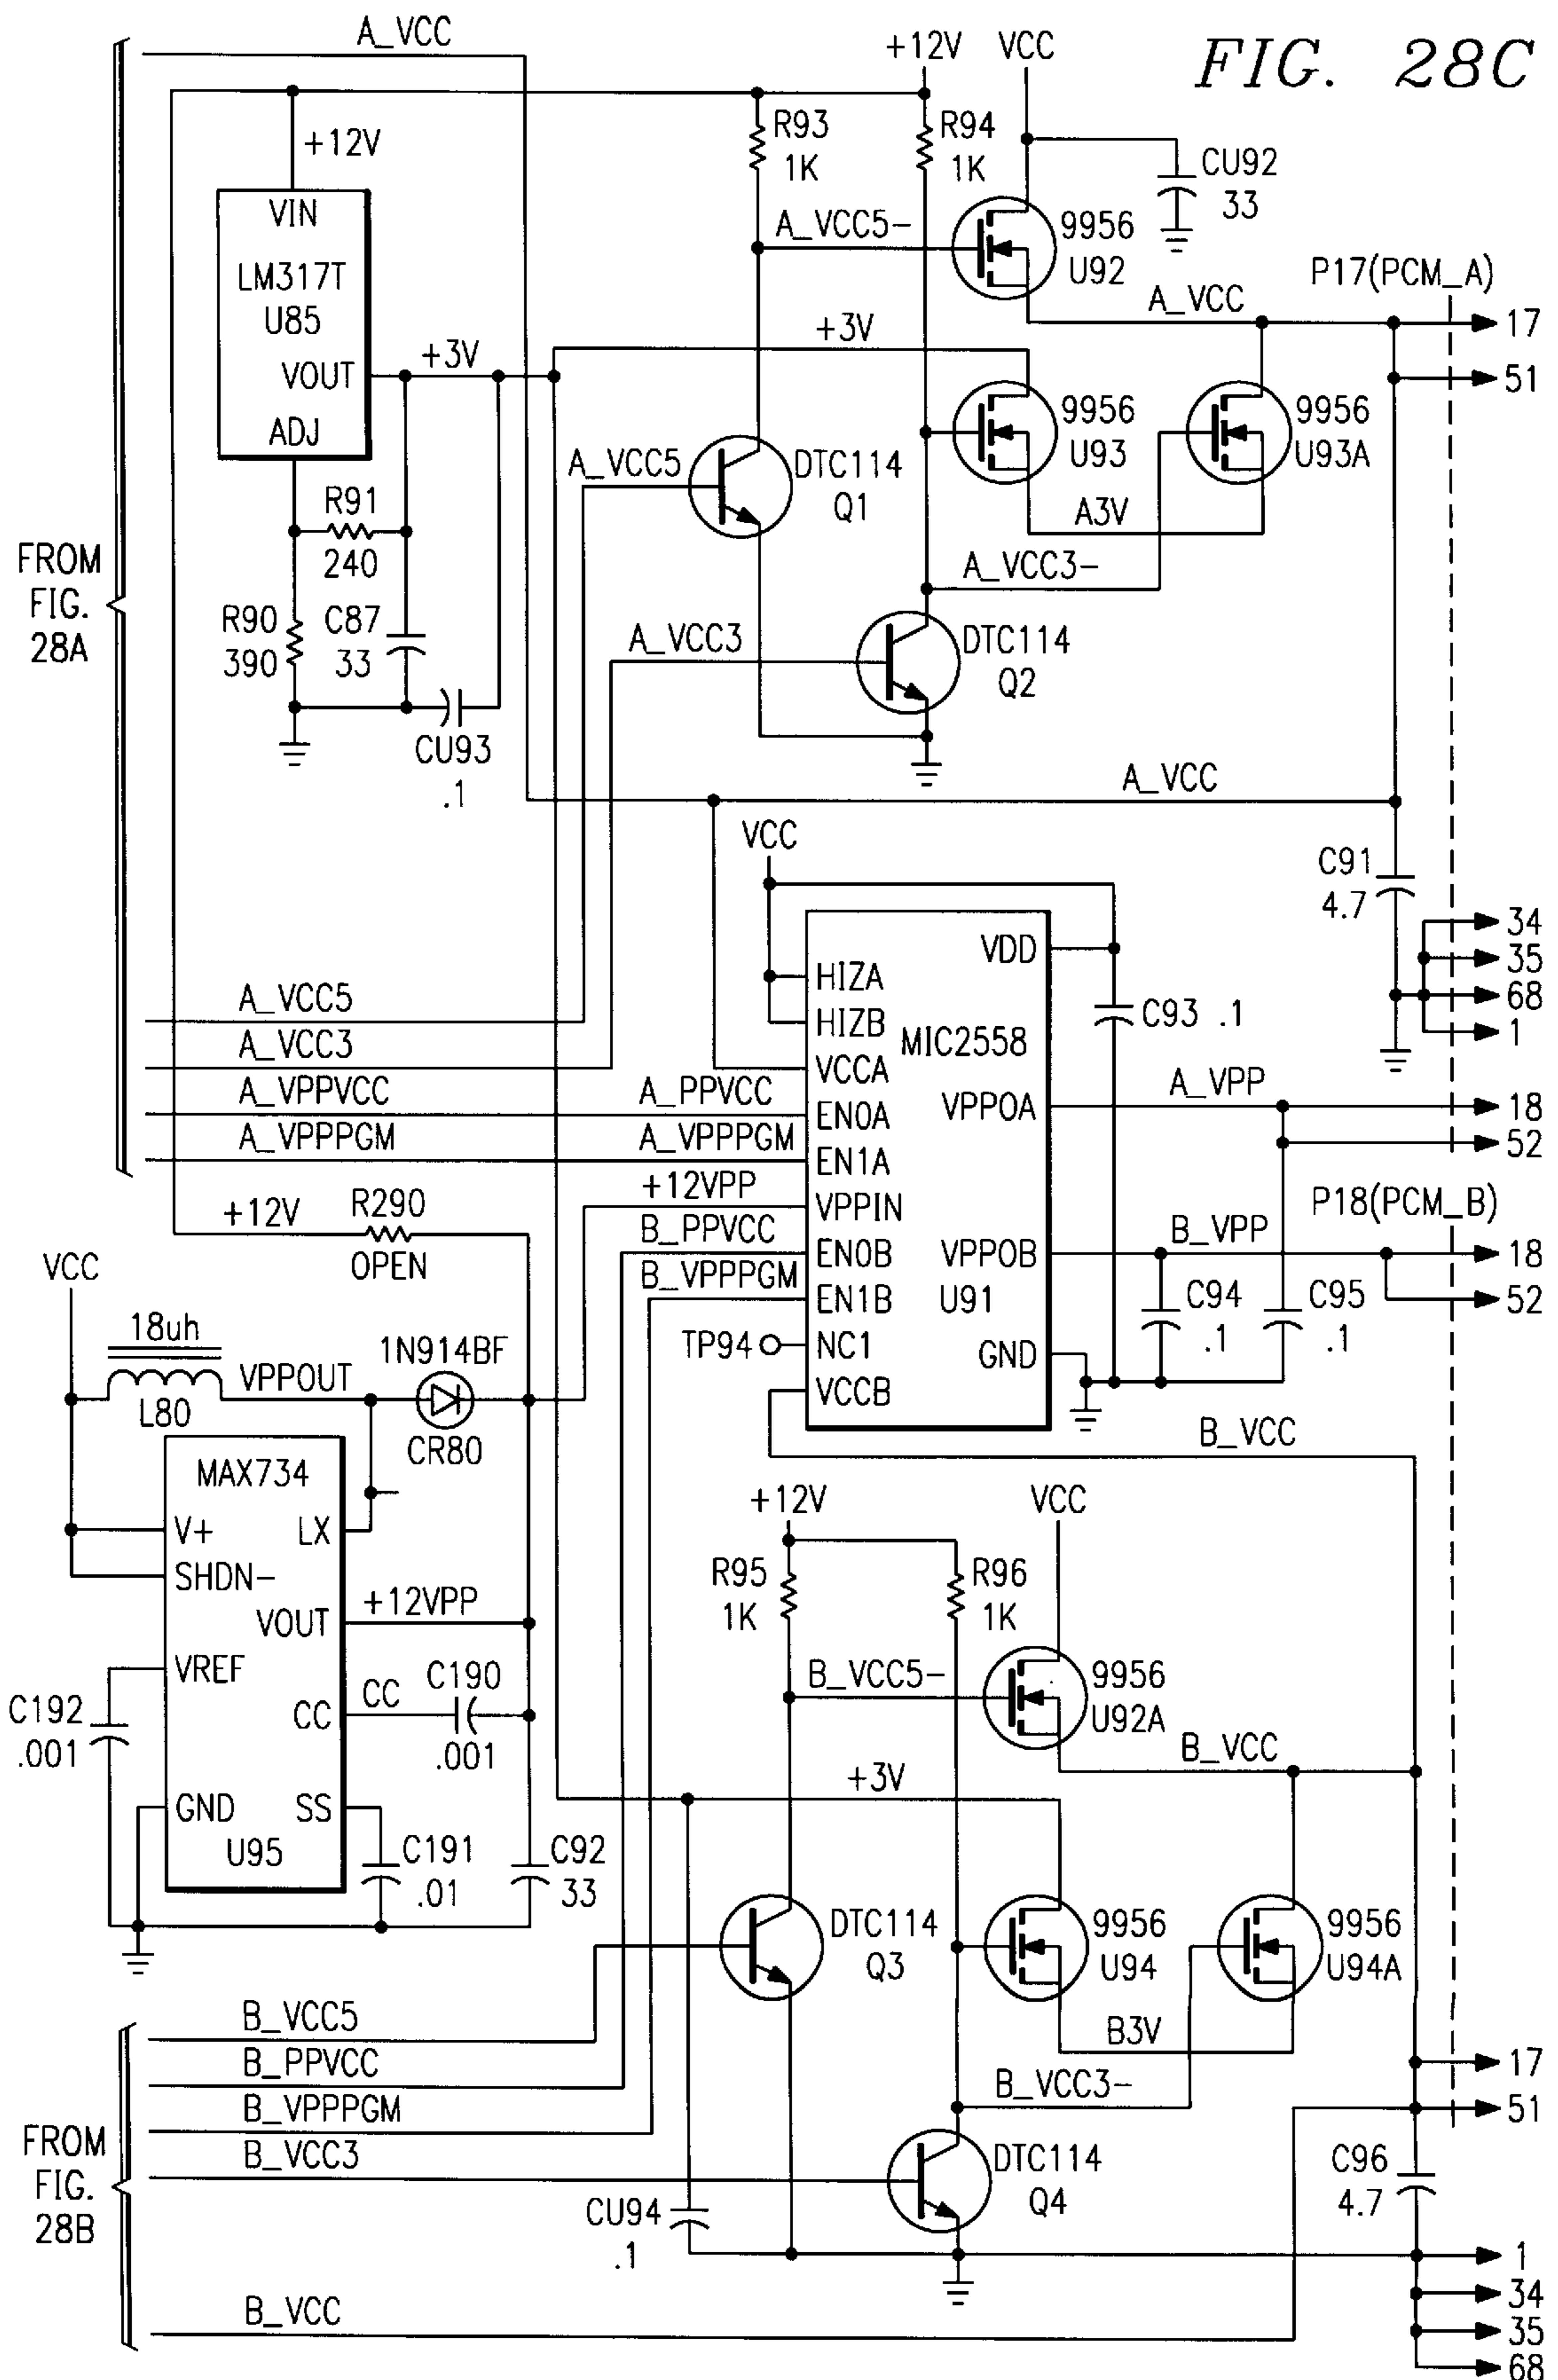 FIG. 28C
A_VCC
+12V
VCC
+12V
R93
1K
R94
1K
CU92
33
VIN
LM317T
U85
VOUT
ADJ
A_VCC5-
9956
U92
P17(PCM_A)
A_VCC
17
51
+3V
+3V
9956
U93
9956
U93A
A_VCC5
DTC114
Q1
A3V
R91
240
FROM
FIG.
28A
R90
390
C87
33
A_VCC3-
A_VCC3
DTC114
Q2
CU93
.1
A_VCC
VCC
C91
4.7
34
35
68
1
VDD
HIZA
HIZB
MIC2558
C93 .1
A_VCC5
A_VCC3
VCCA
A_VPPVCC
A_PPVCC
EN0A
VPPOA
A_VPP
18
52
A_VPPPGM
A_VPPPGM
EN1A
+12V
R290
OPEN
+12VPP
VPPIN
P18(PCM_B)
B_PPVCC
EN0B
VPPOB
B_VPP
18
52
B_VPPPGM
EN1B
U91
C94
.1
C95
.1
VCC
18uh
L80
VPPOUT
1N914BF
CR80
TP94
NC1
GND
VCCB
B_VCC
MAX734
V+
LX
SHDN-
VOUT
+12VPP
VREF
CC
CC
C190
.001
C192
.001
GND
SS
U95
C191
.01
C92
33
+12V
VCC
R95
1K
R96
1K
B_VCC5-
9956
U92A
B_VCC
+3V
DTC114
Q3
9956
U94
9956
U94A
B3V
B_VCC5
B_PPVCC
B_VPPPGM
B_VCC3
FROM
FIG.
28B
B_VCC3-
17
51
DTC114
Q4
CU94
.1
C96
4.7
B_VCC
1
34
35
68